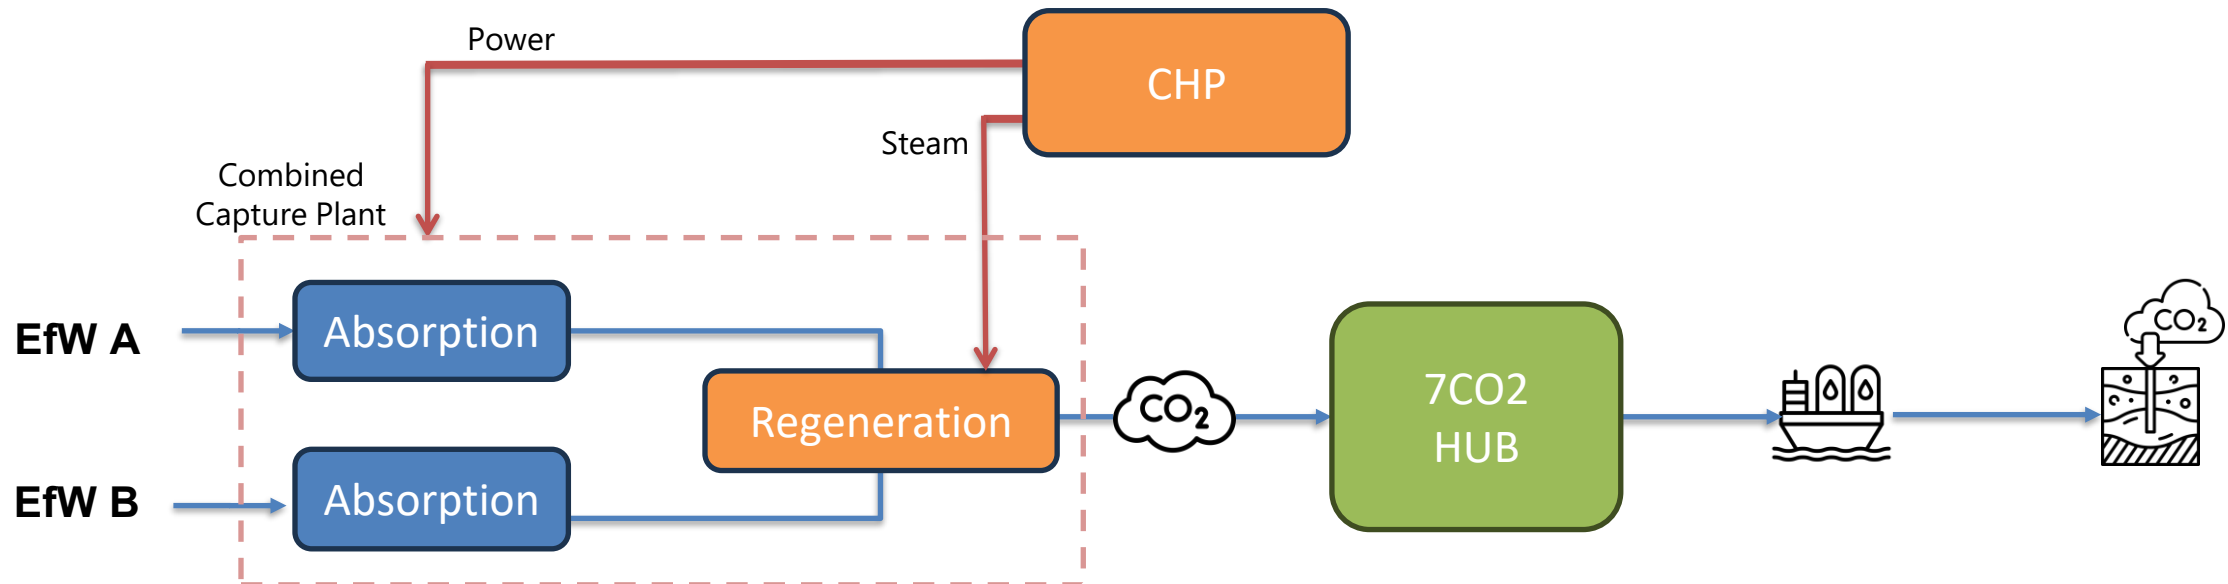 Power
CHP
Steam
Combined
Capture Plant
EfW A
Absorption
Regeneration
CO₂
7CO2
HUB
CO₂
EfW B
Absorption